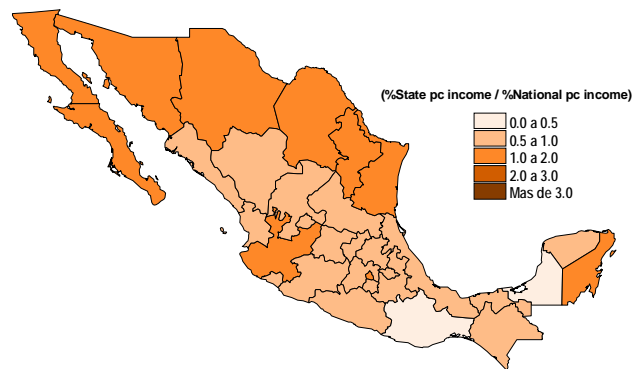 (%State pc income / %National pc income)
0.0 a 0.5
0.5 a 1.0
1.0 a 2.0
2.0 a 3.0
Mas de 3.0